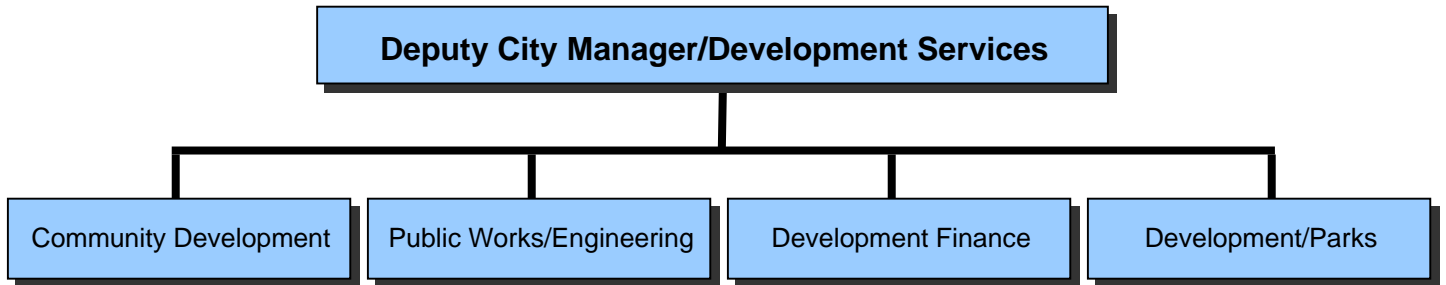 Deputy City Manager/Development Services
Community Development
Public Works/Engineering
Development Finance
Development/Parks